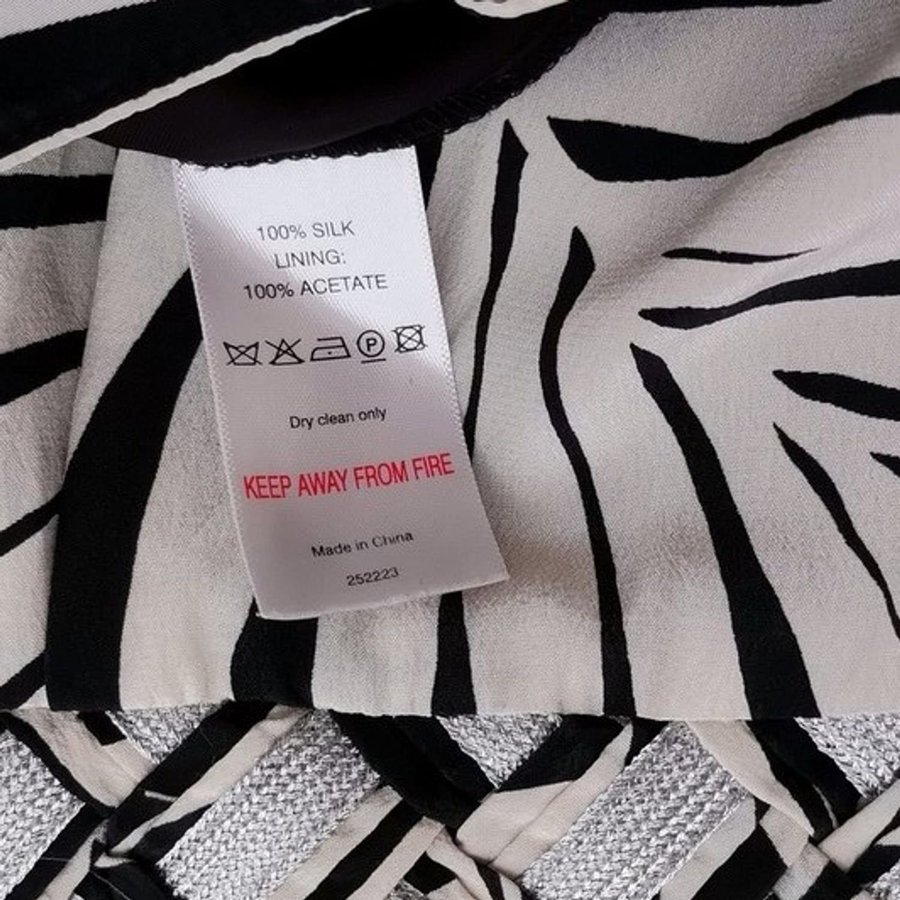 100% SILK
LINING:
100% ACETATE
P
Dry clean only
KEEP AWAY FROM FIRE
Made in China
252223